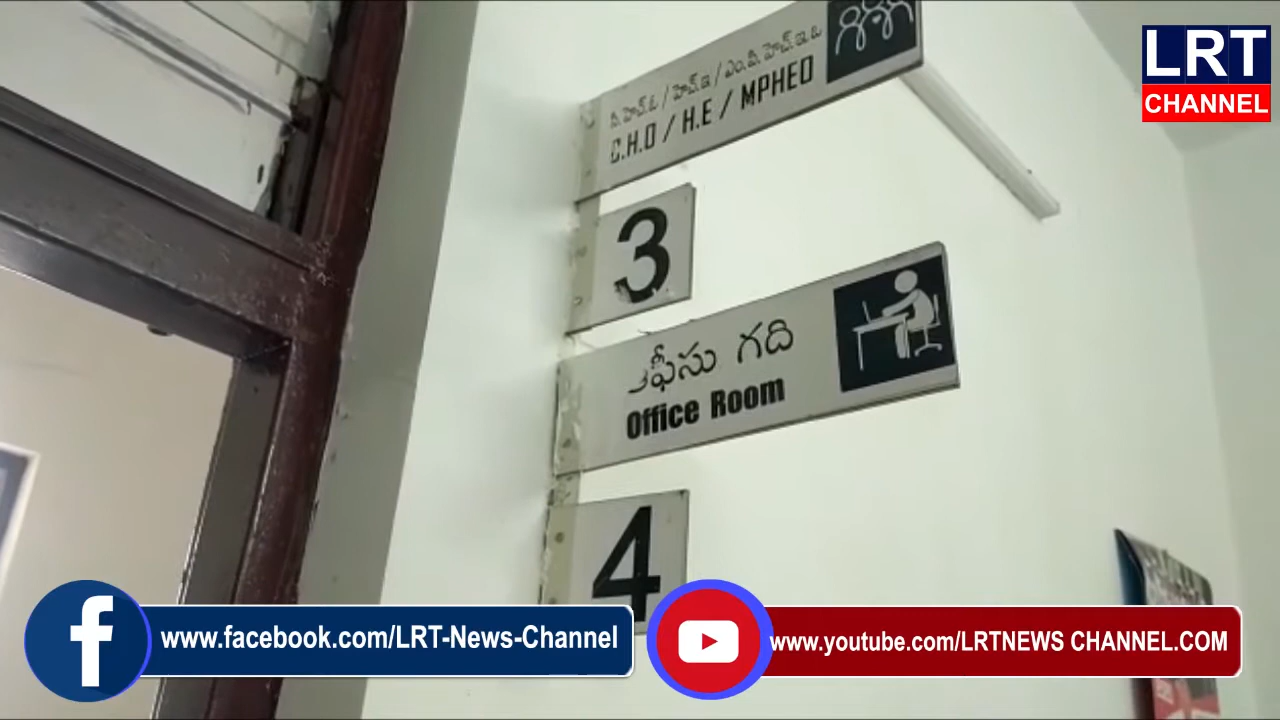 సి.హెచ్.ఓ / హెచ్.ఇ / ఎం.పి.హెచ్.ఇ.ఓ
C.H.O / H.E / MPHEO
3
ఆఫీసు గది
Office Room
4
LRT
CHANNEL
www.facebook.com/LRT-News-Channel
www.youtube.com/LRTNEWS CHANNEL.COM